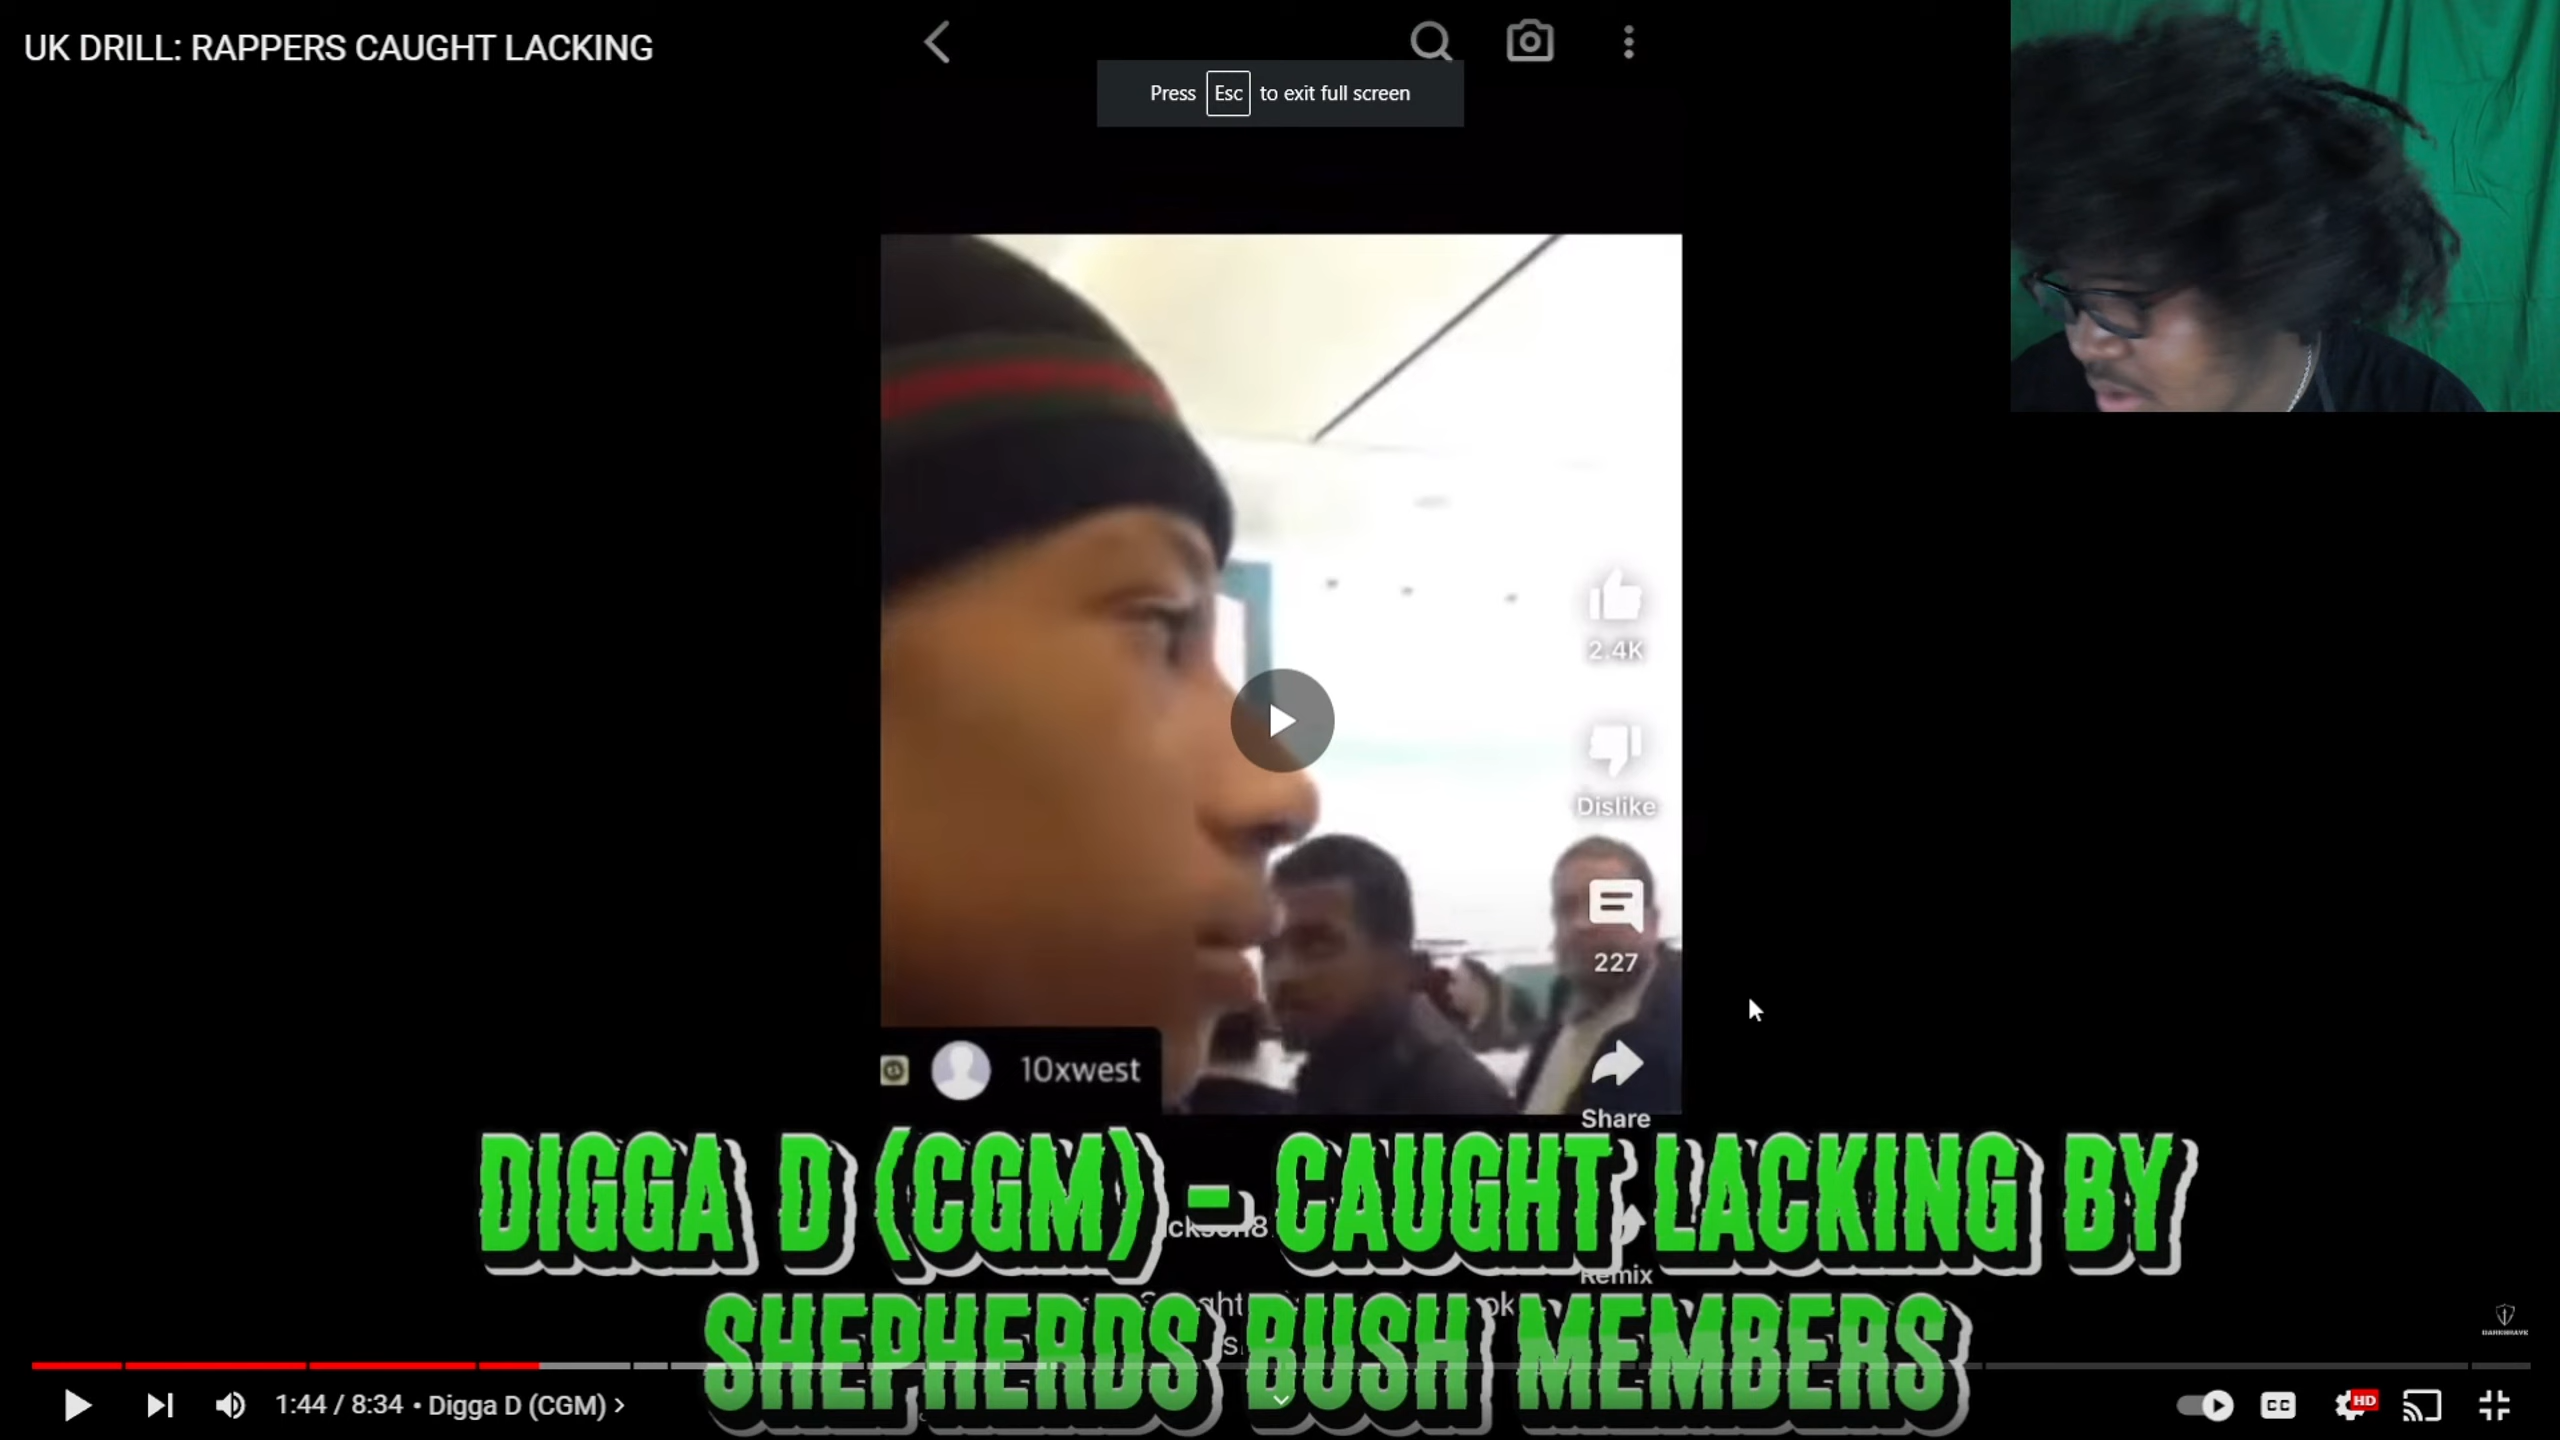 UK DRILL: RAPPERS CAUGHT LACKING
Press Esc to exit full screen
2.4K
Dislike
227
10xwest
Share
DIGGA D (CGM) - CAUGHT LACKING BY
Remix
SHEPHERDS BUSH MEMBERS
1:44 / 8:34 • Digga D (CGM) >
CC
HD